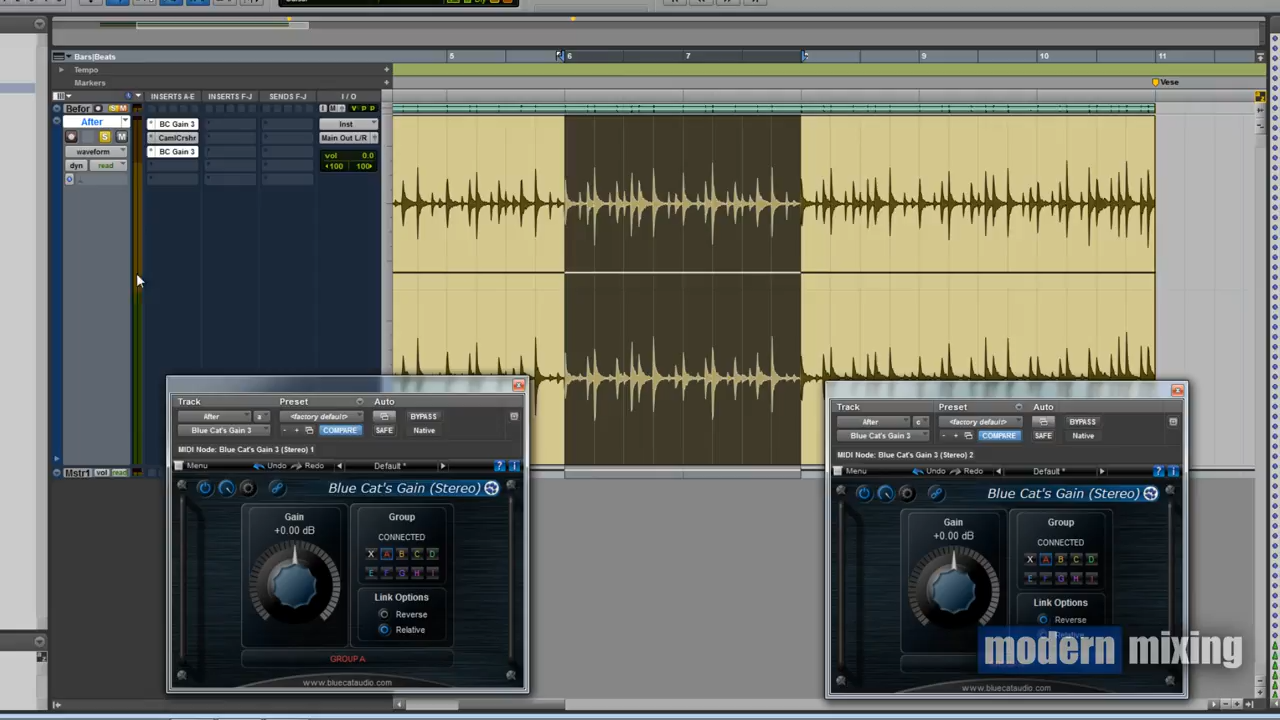 Bars|Beats
5 6 7 8 9 10 11
Tempo +
Markers + Vese
INSERTS A-E INSERTS F-J SENDS F-J I / O
Befor S M I M V P P
After BC Gain 3 Inst
S M CamlCrshr Main Out L/R
waveform BC Gain 3
vol 0.0
dyn read 100 100
Mstr1 vol read
Track Preset Auto
After a <factory default> BYPASS
Blue Cat's Gain 3 - + COMPARE SAFE Native
MIDI Node: Blue Cat's Gain 3 (Stereo) 1
Menu Undo Redo Default * ? i
Blue Cat's Gain (Stereo)
Gain
+0.00 dB
Group
CONNECTED
X A B C D
E F G H I
Link Options
Reverse
Relative
GROUP A
www.bluecataudio.com
Track Preset Auto
After c <factory default> BYPASS
Blue Cat's Gain 3 - + COMPARE SAFE Native
MIDI Node: Blue Cat's Gain 3 (Stereo) 2
Menu Undo Redo Default * ? i
Blue Cat's Gain (Stereo)
Gain
+0.00 dB
Group
CONNECTED
X A B C D
E F G H I
Link Options
Reverse
Relative
www.bluecataudio.com
modern mixing